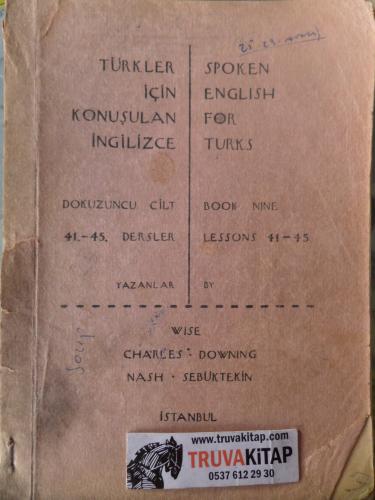 TÜRKLER
İÇİN
KONUŞULAN
İNGİLİZCE
SPOKEN
ENGLISH
FOR
TURKS
DOKUZUNCU CİLT
41.-45. DERSLER
BOOK NINE
LESSONS 41-45
YAZANLAR
BY
WISE
CHARLES · DOWNING
NASH · SEBÜKTEKİN
İSTANBUL
www.truvakitap.com
TRUVAKİTAP
0537 612 29 30